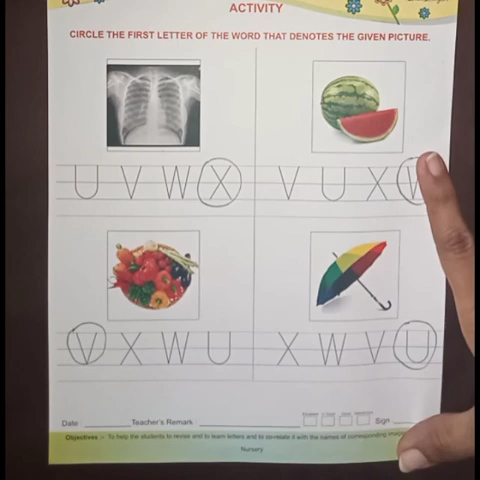 ACTIVITY
CIRCLE THE FIRST LETTER OF THE WORD THAT DENOTES THE GIVEN PICTURE.
U V W X
V U X
V X W U
X W V U
Date : Teacher's Remark : Sign
Objectives :- To help the students to revise and to learn letters and to correlate it with the names of corresponding
Nursery